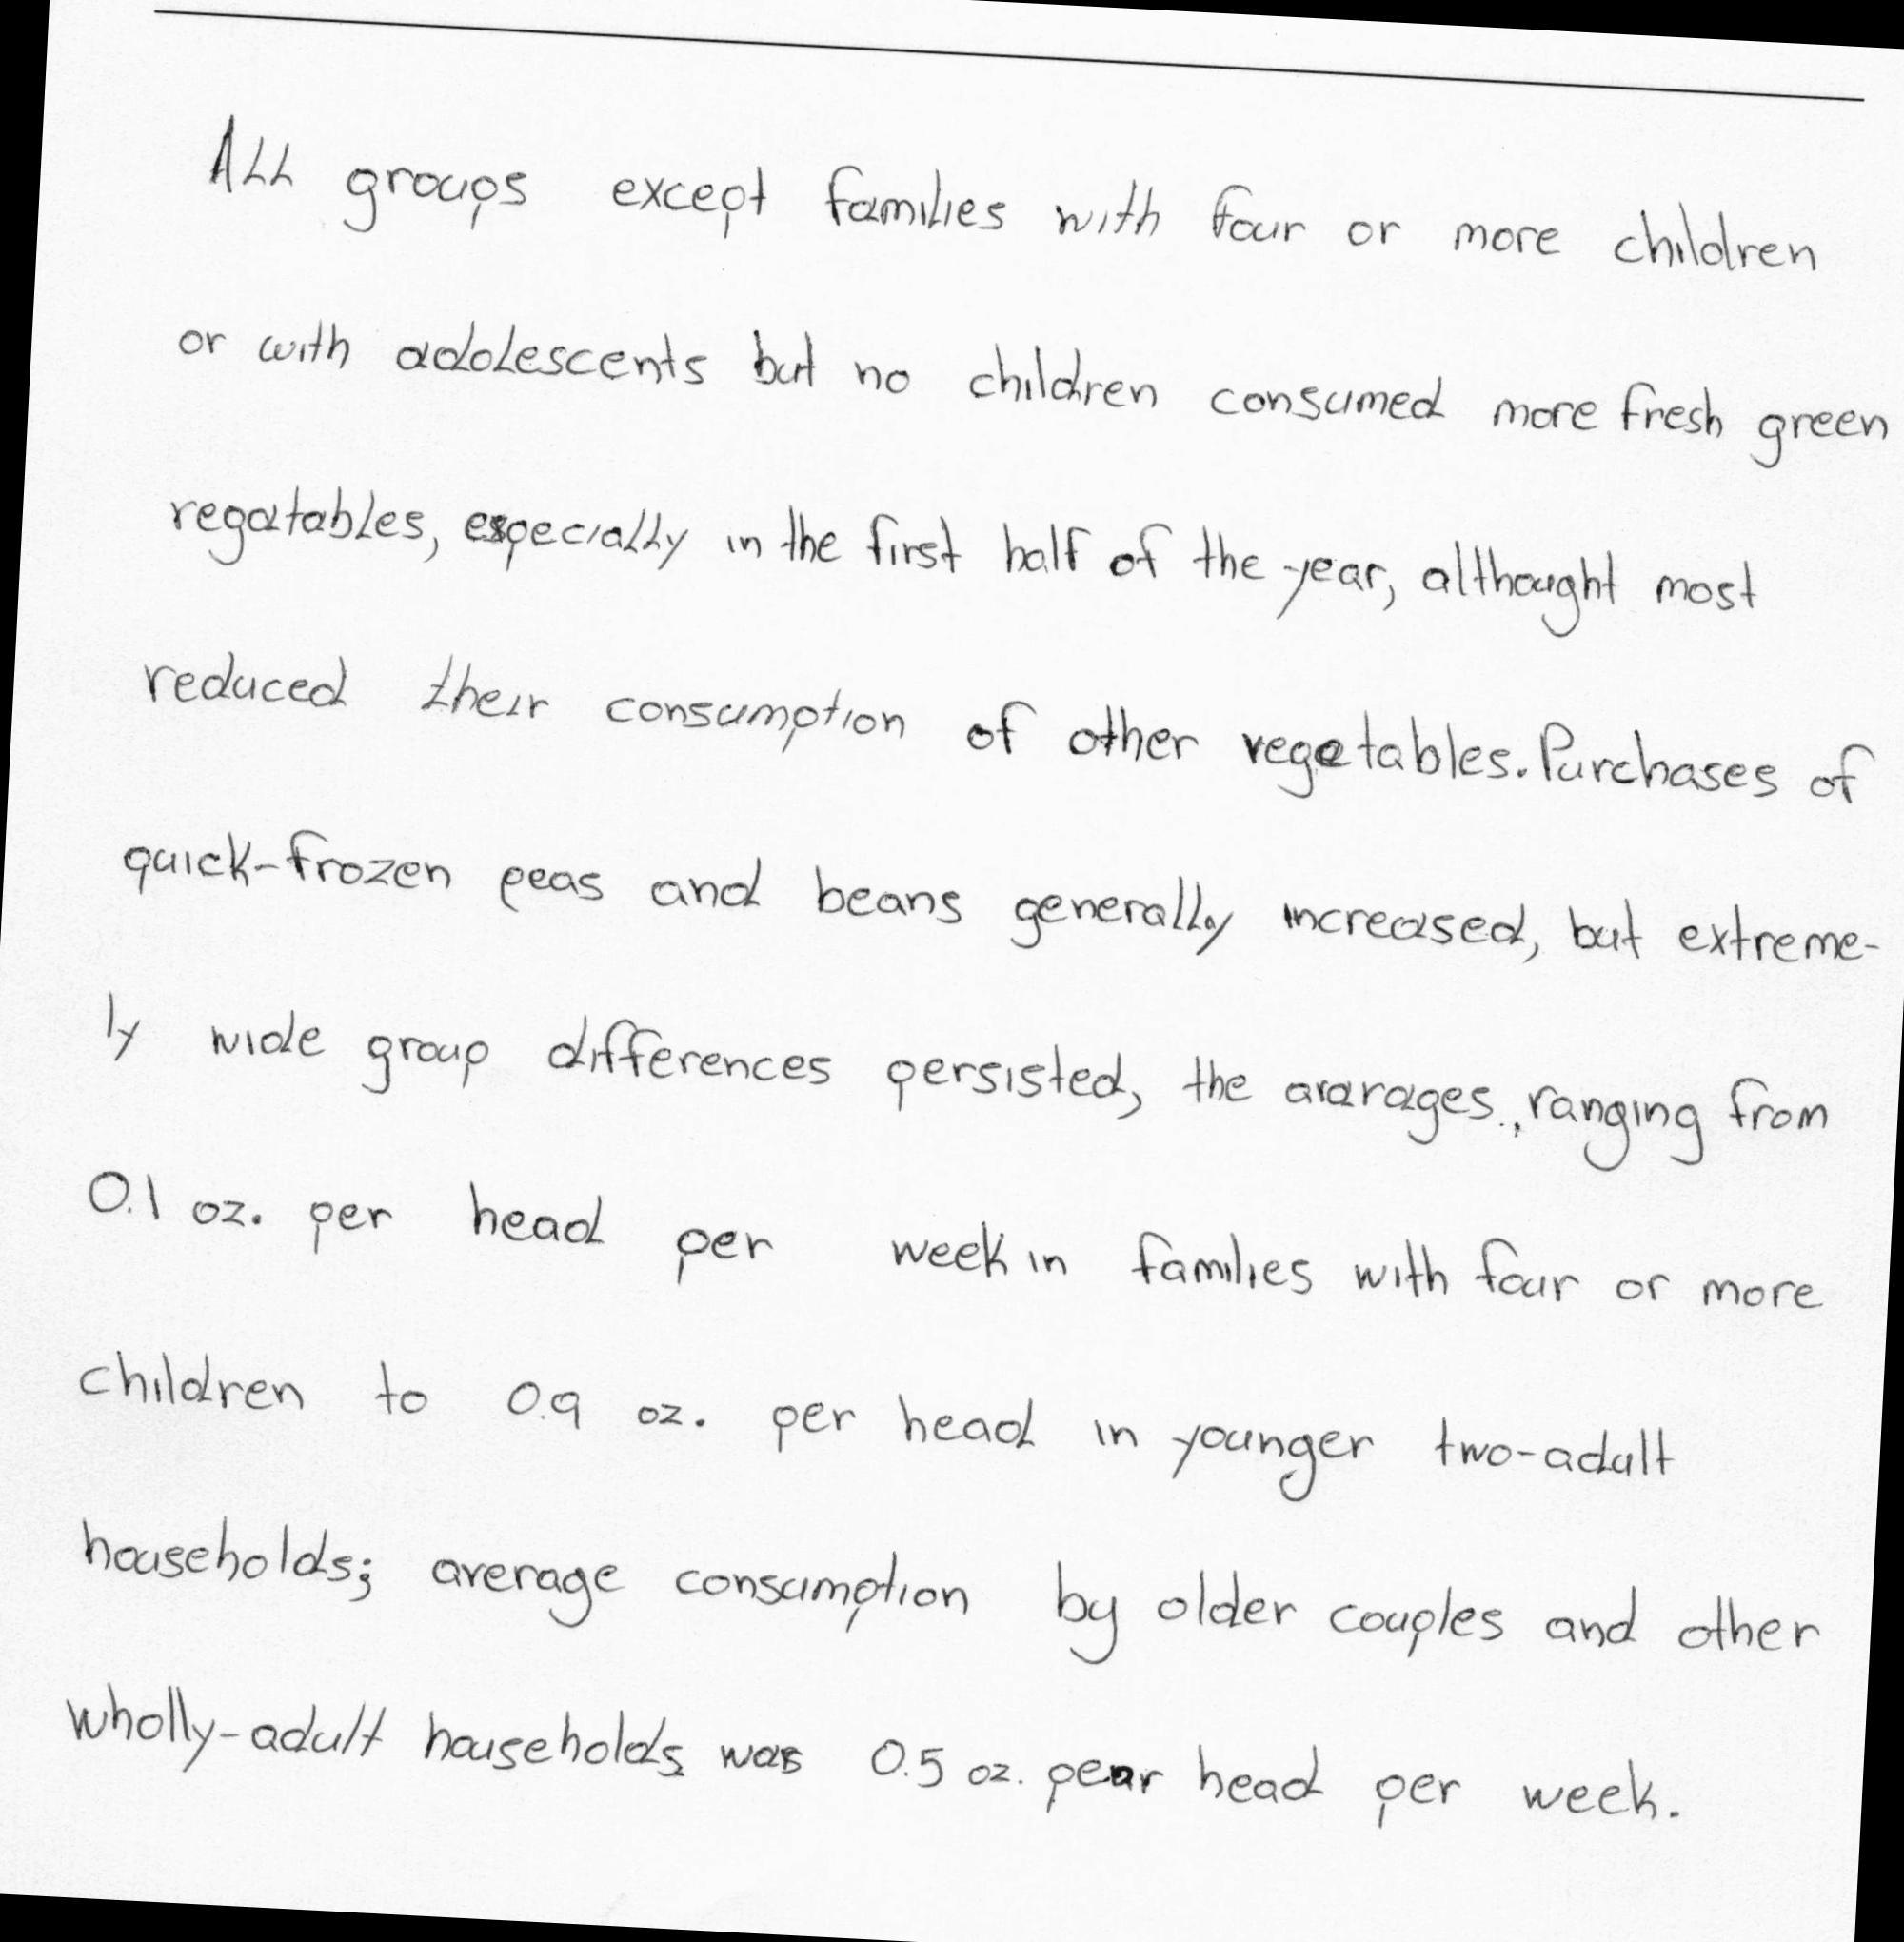 All groups except families with four or more children
or with adolescents but no children consumed more fresh green
vegatables, especially in the first half of the year, althought most
reduced their consumption of other vegetables. Purchases of
quick-frozen peas and beans generally increased, but extreme-
ly wide group differences persisted, the avarages, ranging from
0.1 oz. per head per week in families with four or more
children to 0.9 oz. per head in younger two-adult
households; average consumption by older couples and other
wholly-adult households was 0.5 oz. pear head per week.